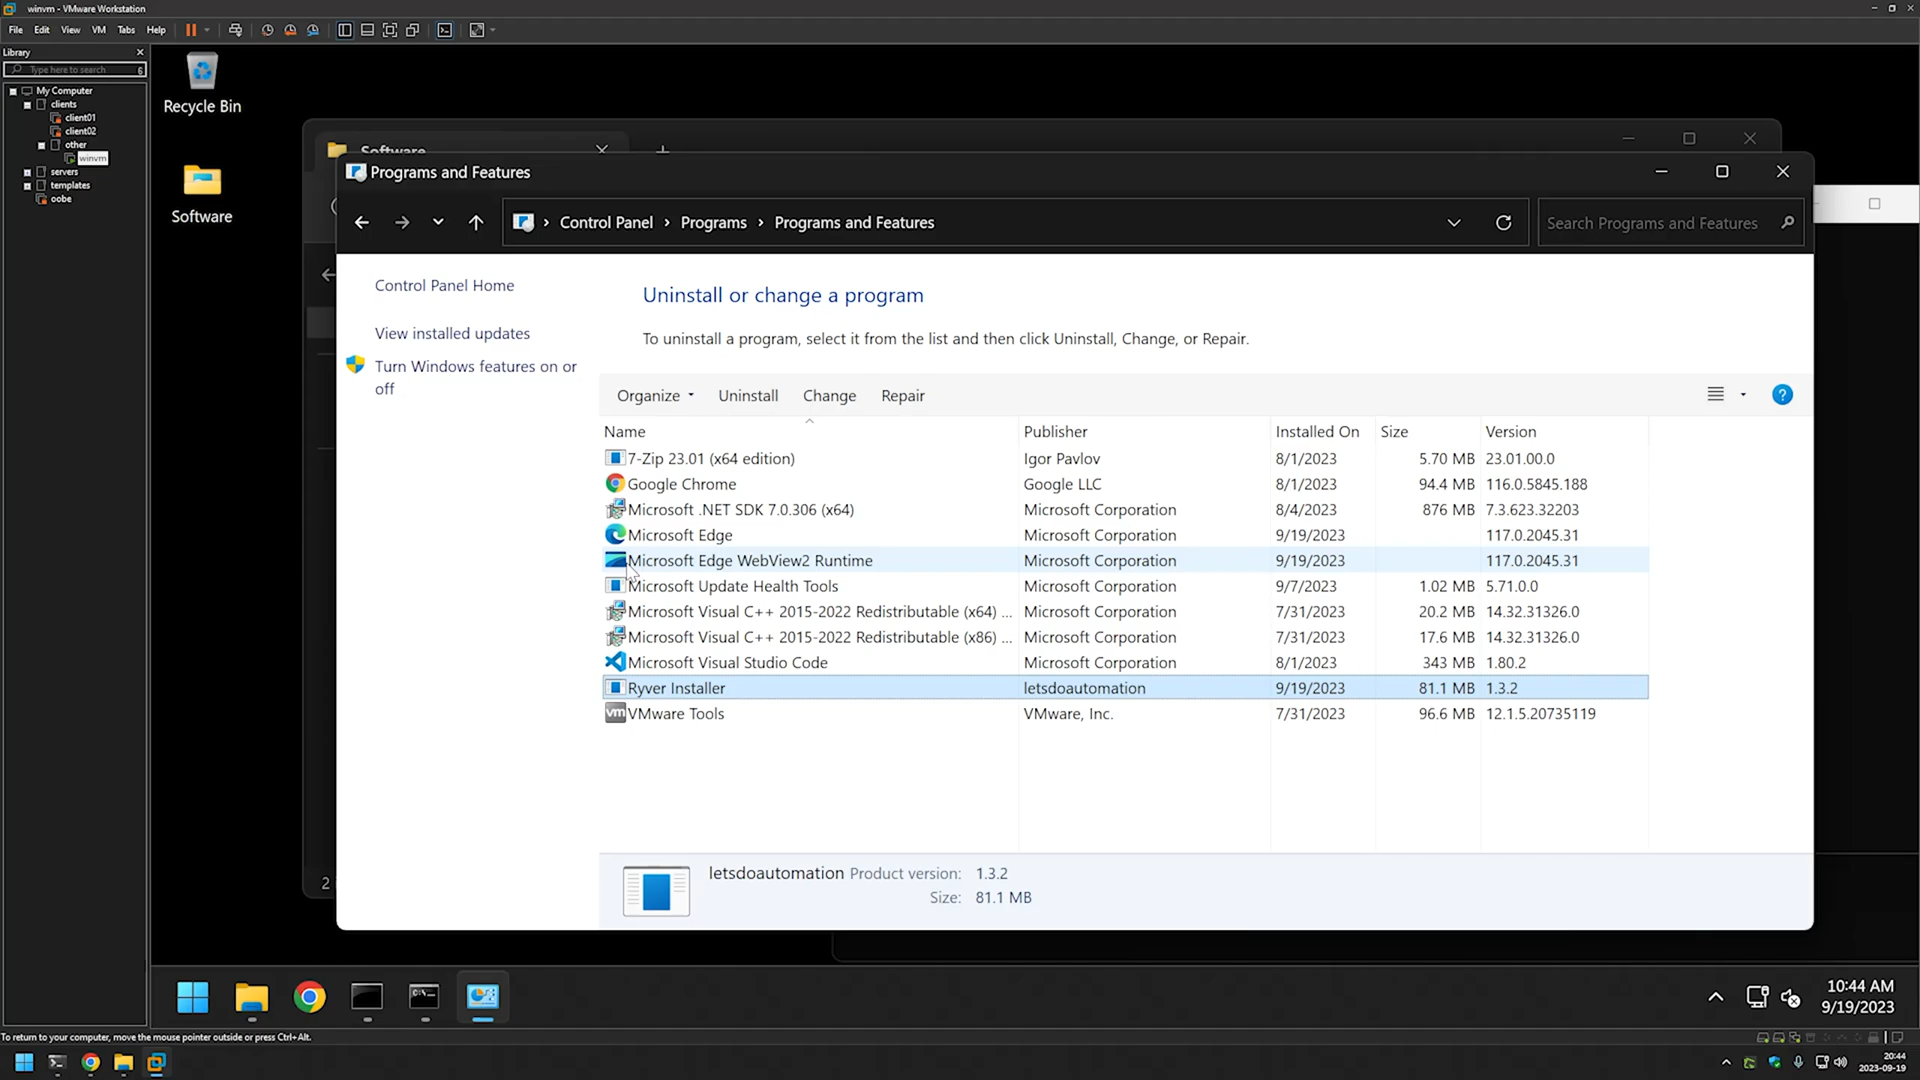 winvm - VMware Workstation
File Edit View VM Tabs Help
Library
Type here to search
My Computer
clients
client01
client02
other
winvm
servers
templates
oobe
Recycle Bin
Software
Software
Programs and Features
Control Panel > Programs > Programs and Features
Search Programs and Features
Control Panel Home
View installed updates
Turn Windows features on or
off
Uninstall or change a program
To uninstall a program, select it from the list and then click Uninstall, Change, or Repair.
Organize Uninstall Change Repair
Name Publisher Installed On Size Version
7-Zip 23.01 (x64 edition) Igor Pavlov 8/1/2023 5.70 MB 23.01.00.0
Google Chrome Google LLC 8/1/2023 94.4 MB 116.0.5845.188
Microsoft .NET SDK 7.0.306 (x64) Microsoft Corporation 8/4/2023 876 MB 7.3.623.32203
Microsoft Edge Microsoft Corporation 9/19/2023 117.0.2045.31
Microsoft Edge WebView2 Runtime Microsoft Corporation 9/19/2023 117.0.2045.31
Microsoft Update Health Tools Microsoft Corporation 9/7/2023 1.02 MB 5.71.0.0
Microsoft Visual C++ 2015-2022 Redistributable (x64) ... Microsoft Corporation 7/31/2023 20.2 MB 14.32.31326.0
Microsoft Visual C++ 2015-2022 Redistributable (x86) ... Microsoft Corporation 7/31/2023 17.6 MB 14.32.31326.0
Microsoft Visual Studio Code Microsoft Corporation 8/1/2023 343 MB 1.80.2
Ryver Installer letsdoautomation 9/19/2023 81.1 MB 1.3.2
vm VMware Tools VMware, Inc. 7/31/2023 96.6 MB 12.1.5.20735119
letsdoautomation Product version: 1.3.2
Size: 81.1 MB
2
10:44 AM
9/19/2023
To return to your computer, move the mouse pointer outside or press Ctrl+Alt.
20:44
2023-09-19